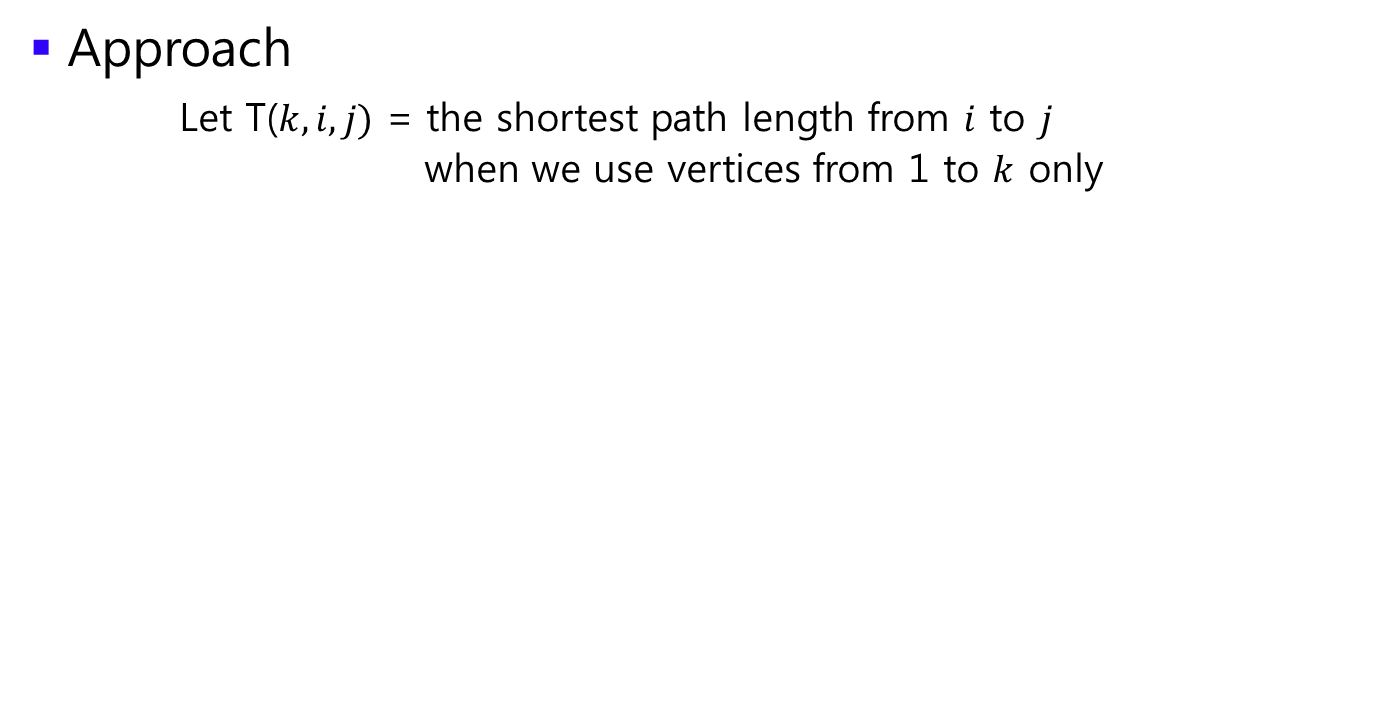 ▪ Approach
Let T(k, i, j) = the shortest path length from i to j
when we use vertices from 1 to k only